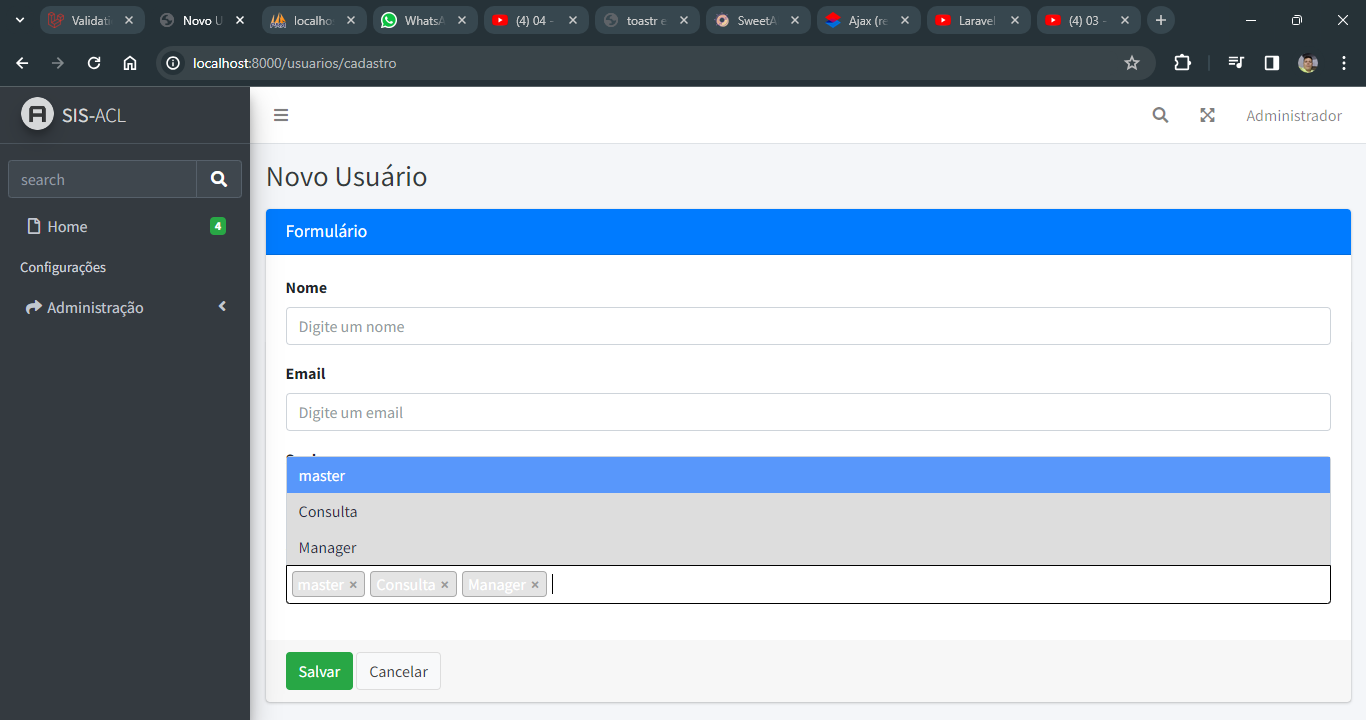 Validati
Novo U
localhos
WhatsA
(4) 04 -
toastr e
SweetA
Ajax (re
Laravel
(4) 03 -
localhost:8000/usuarios/cadastro
SIS-ACL
Administrador
search
Home 4
Configurações
Administração
Novo Usuário
Formulário
Nome
Digite um nome
Email
Digite um email
master
Consulta
Manager
master × Consulta × Manager ×
Salvar Cancelar